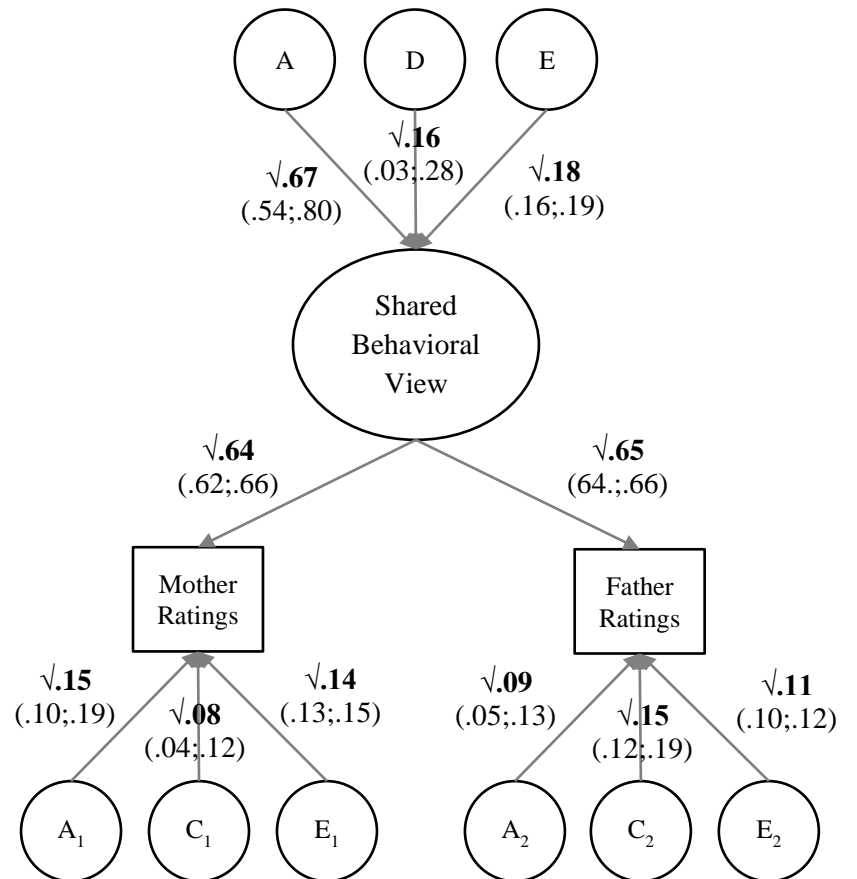 A D E
√.16
(.03;.28)
√.67
(.54;.80)
√.18
(.16;.19)
Shared
Behavioral
View
√.64
(.62;.66)
√.65
(64.;.66)
Mother
Ratings
Father
Ratings
√.15
(.10;.19)
√.08
(.04;.12)
√.14
(.13;.15)
√.09
(.05;.13)
√.15
(.12;.19)
√.11
(.10;.12)
A₁ C₁ E₁ A₂ C₂ E₂